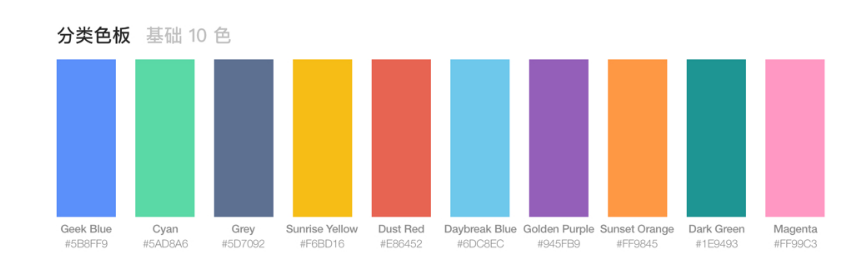 分类色板 基础 10 色
Geek Blue Cyan Grey Sunrise Yellow Dust Red Daybreak Blue Golden Purple Sunset Orange Dark Green Magenta
#5B8FF9 #5AD8A6 #5D7092 #F6BD16 #E86452 #6DC8EC #945FB9 #FF9845 #1E9493 #FF99C3